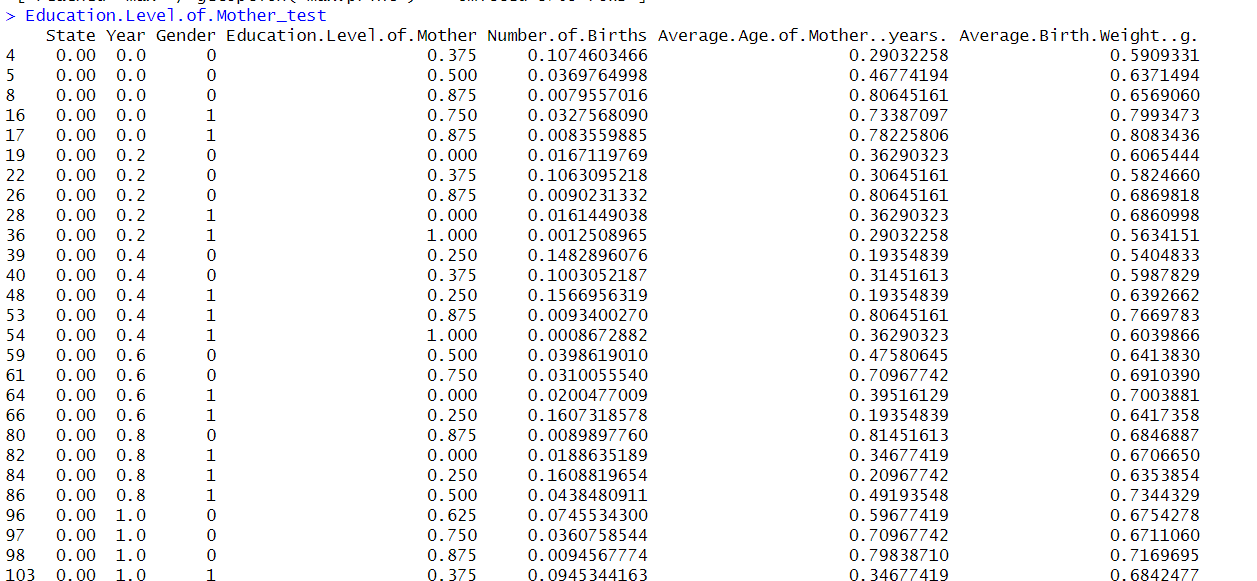 > Education.Level.of.Mother_test
State Year Gender Education.Level.of.Mother Number.of.Births Average.Age.of.Mother..years. Average.Birth.Weight..g.
4 0.00 0.0 0 0.375 0.1074603466 0.29032258 0.5909331
5 0.00 0.0 0 0.500 0.0369764998 0.46774194 0.6371494
8 0.00 0.0 0 0.875 0.0079557016 0.80645161 0.6569060
16 0.00 0.0 1 0.750 0.0327568090 0.73387097 0.7993473
17 0.00 0.0 1 0.875 0.0083559885 0.78225806 0.8083436
19 0.00 0.2 0 0.000 0.0167119769 0.36290323 0.6065444
22 0.00 0.2 0 0.375 0.1063095218 0.30645161 0.5824660
26 0.00 0.2 0 0.875 0.0090231332 0.80645161 0.6869818
28 0.00 0.2 1 0.000 0.0161449038 0.36290323 0.6860998
36 0.00 0.2 1 1.000 0.0012508965 0.29032258 0.5634151
39 0.00 0.4 0 0.250 0.1482896076 0.19354839 0.5404833
40 0.00 0.4 0 0.375 0.1003052187 0.31451613 0.5987829
48 0.00 0.4 1 0.250 0.1566956319 0.19354839 0.6392662
53 0.00 0.4 1 0.875 0.0093400270 0.80645161 0.7669783
54 0.00 0.4 1 1.000 0.0008672882 0.36290323 0.6039866
59 0.00 0.6 0 0.500 0.0398619010 0.47580645 0.6413830
61 0.00 0.6 0 0.750 0.0310055540 0.70967742 0.6910390
64 0.00 0.6 1 0.000 0.0200477009 0.39516129 0.7003881
66 0.00 0.6 1 0.250 0.1607318578 0.19354839 0.6417358
80 0.00 0.8 0 0.875 0.0089897760 0.81451613 0.6846887
82 0.00 0.8 1 0.000 0.0188635189 0.34677419 0.6706650
84 0.00 0.8 1 0.250 0.1608819654 0.20967742 0.6353854
86 0.00 0.8 1 0.500 0.0438480911 0.49193548 0.7344329
96 0.00 1.0 0 0.625 0.0745534300 0.59677419 0.6754278
97 0.00 1.0 0 0.750 0.0360758544 0.70967742 0.6711060
98 0.00 1.0 0 0.875 0.0094567774 0.79838710 0.7169695
103 0.00 1.0 1 0.375 0.0945344163 0.34677419 0.6842477